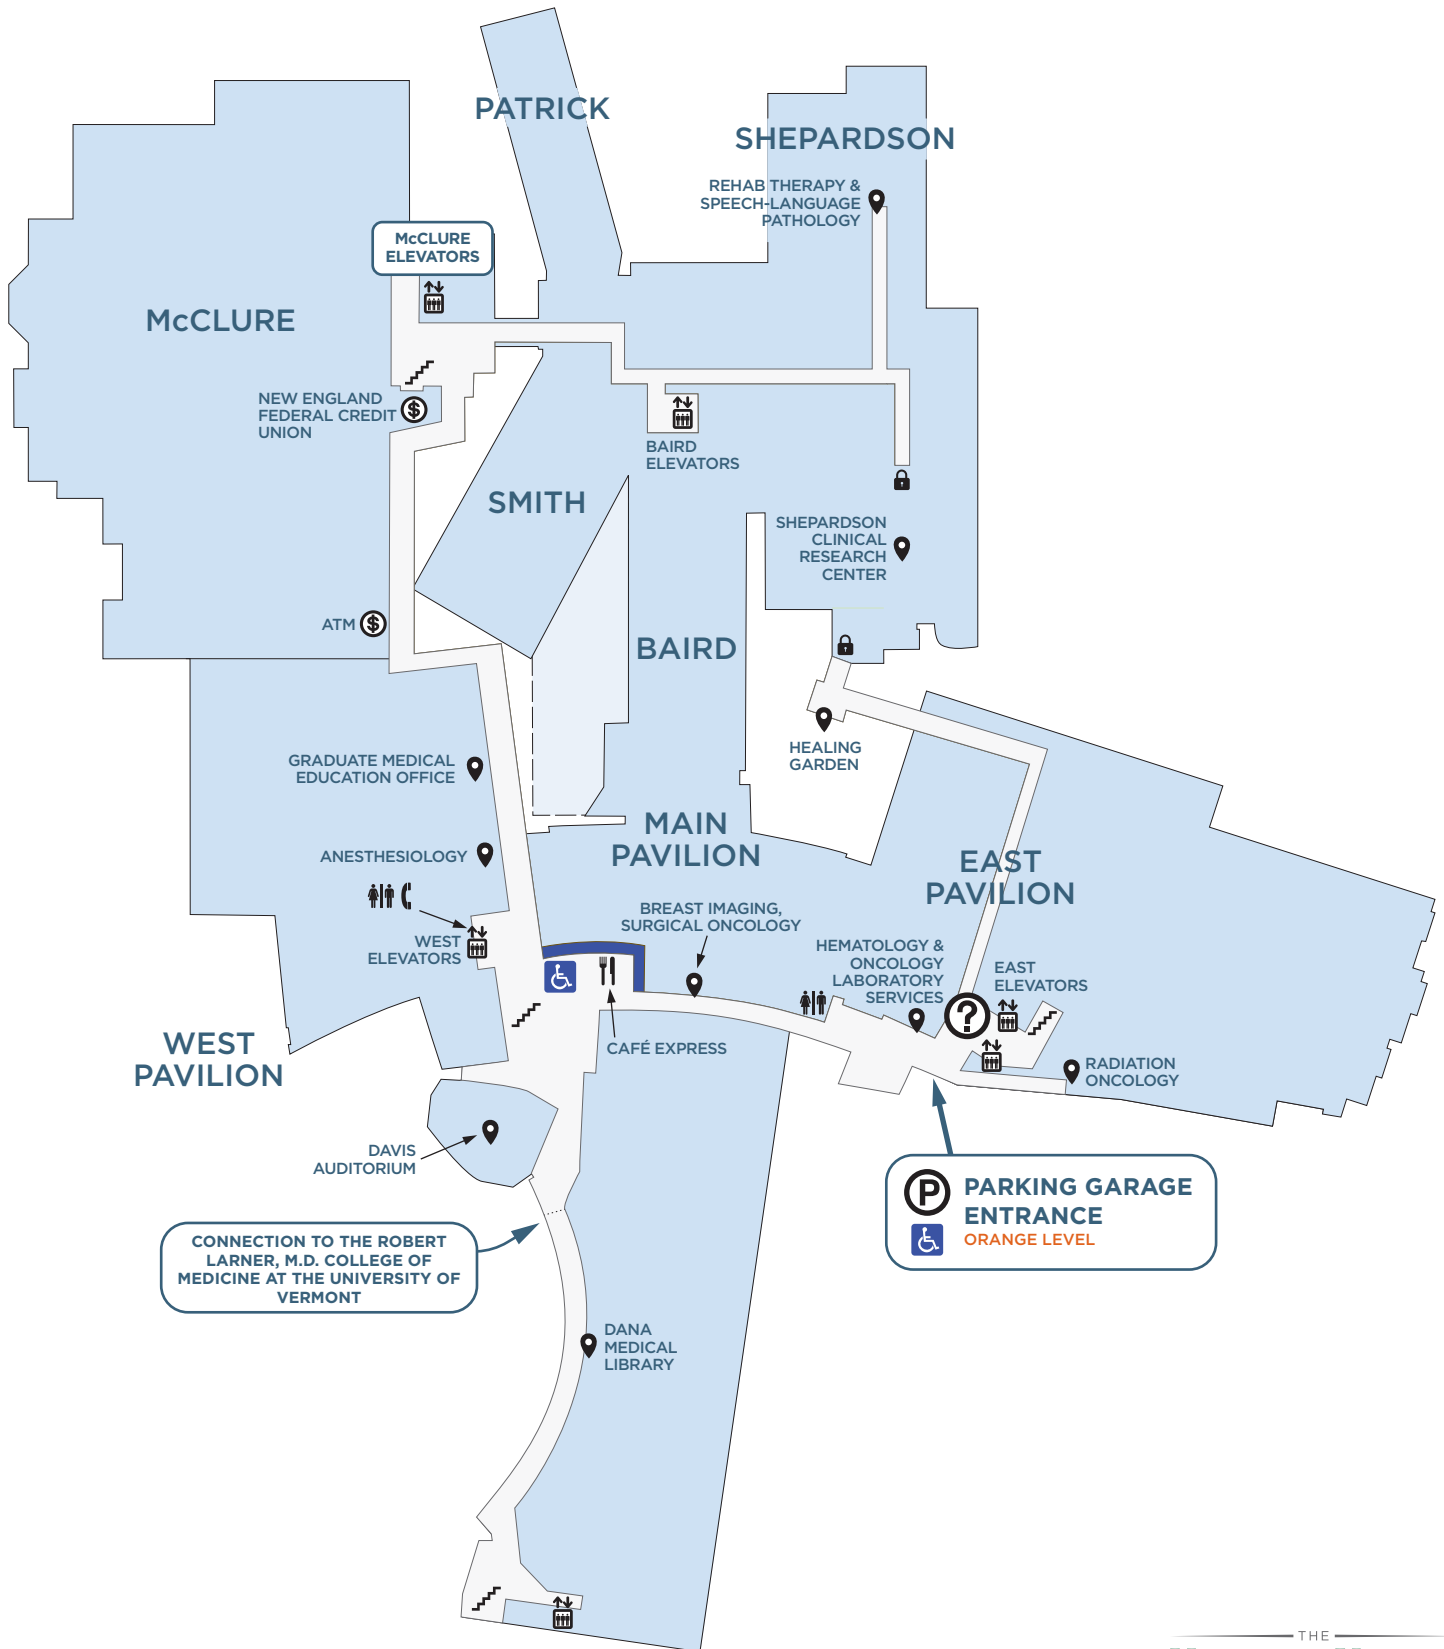 PATRICK
SHEPARDSON
REHAB THERAPY &
SPEECH-LANGUAGE
PATHOLOGY
McCLURE
ELEVATORS
McCLURE
NEW ENGLAND
FEDERAL CREDIT
UNION
BAIRD
ELEVATORS
SMITH
SHEPARDSON
CLINICAL
RESEARCH
CENTER
ATM
BAIRD
HEALING
GARDEN
GRADUATE MEDICAL
EDUCATION OFFICE
MAIN
PAVILION
ANESTHESIOLOGY
EAST
PAVILION
BREAST IMAGING,
SURGICAL ONCOLOGY
WEST
ELEVATORS
HEMATOLOGY &
ONCOLOGY
LABORATORY
SERVICES
EAST
ELEVATORS
?
WEST
PAVILION
CAFÉ EXPRESS
RADIATION
ONCOLOGY
DAVIS
AUDITORIUM
P PARKING GARAGE
ENTRANCE
ORANGE LEVEL
CONNECTION TO THE ROBERT
LARNER, M.D. COLLEGE OF
MEDICINE AT THE UNIVERSITY OF
VERMONT
DANA
MEDICAL
LIBRARY
THE